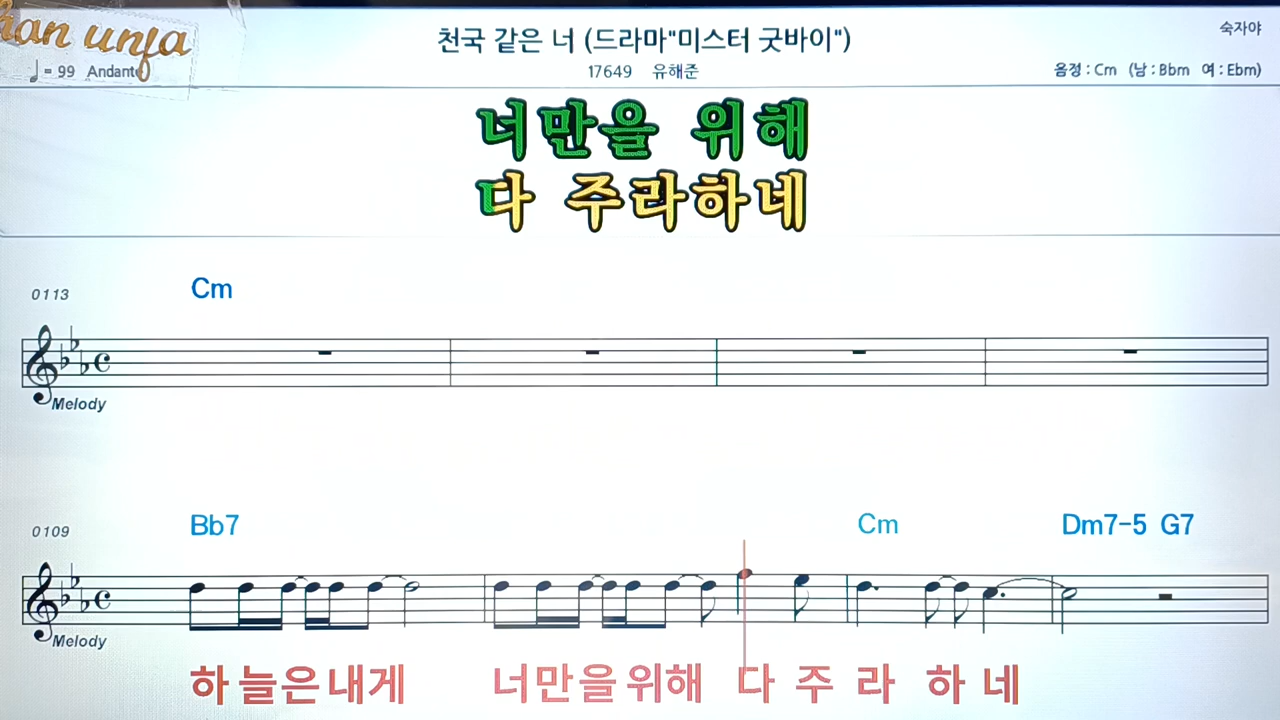 han unja
♩= 99 Andante
천국 같은 너 (드라마"미스터 굿바이")
17649 유해준
숙자야
음정 : Cm (남 : Bbm 여 : Ebm)
너만을 위해
다 주라하네
0113
Cm
Melody
0109
Bb7 Cm Dm7-5 G7
Melody
하늘은내게 너만을위해 다 주 라 하 네